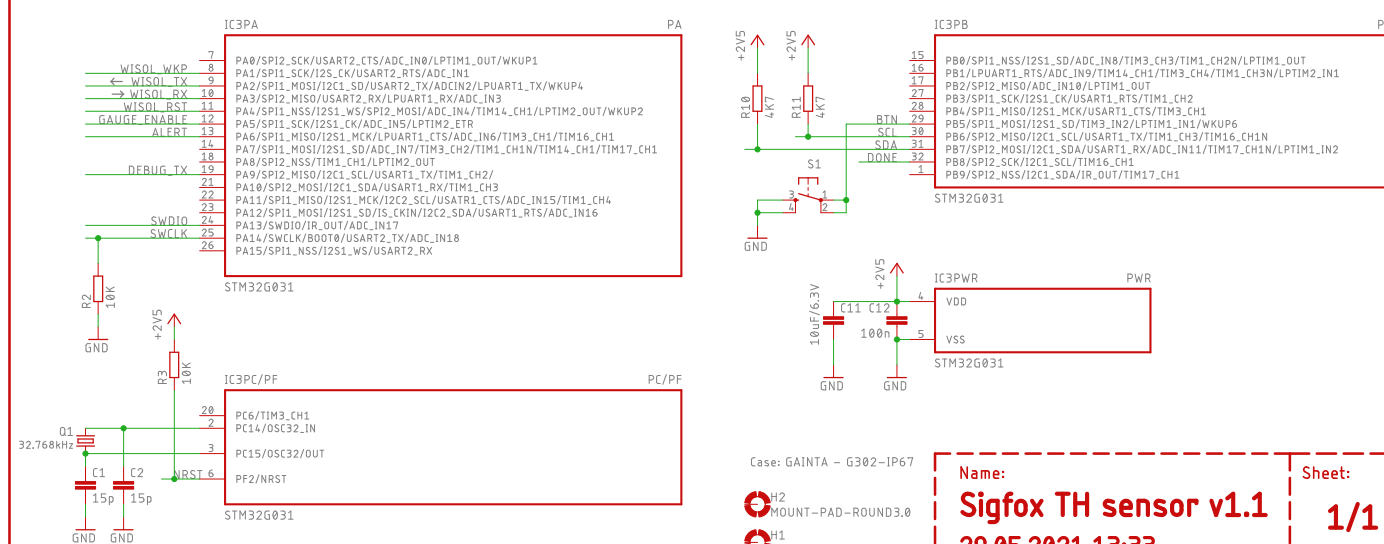 IC3PA
PA
7
PA0/SPI2_SCK/USART2_CTS/ADC_IN0/LPTIM1_OUT/WKUP1
WISOL_WKP
8
PA1/SPI1_SCK/I2S_CK/USART2_RTS/ADC_IN1
← WISOL_TX
9
PA2/SPI1_MOSI/I2C1_SD/USART2_TX/ADCIN2/LPUART1_TX/WKUP4
→ WISOL_RX
10
PA3/SPI2_MISO/USART2_RX/LPUART1_RX/ADC_IN3
WISOL_RST
11
PA4/SPI1_NSS/I2S1_WS/SPI2_MOSI/ADC_IN4/TIM14_CH1/LPTIM2_OUT/WKUP2
GAUGE_ENABLE
12
PA5/SPI1_SCK/I2S1_CK/ADC_IN5/LPTIM2_ETR
ALERT
13
PA6/SPI1_MISO/I2S1_MCK/LPUART1_CTS/ADC_IN6/TIM3_CH1/TIM16_CH1
14
PA7/SPI1_MOSI/I2S1_SD/ADC_IN7/TIM3_CH2/TIM1_CH1N/TIM14_CH1/TIM17_CH1
18
PA8/SPI2_NSS/TIM1_CH1/LPTIM2_OUT
DEBUG_TX
19
PA9/SPI2_MISO/I2C1_SCL/USART1_TX/TIM1_CH2/
21
PA10/SPI2_MOSI/I2C1_SDA/USART1_RX/TIM1_CH3
22
PA11/SPI1_MISO/I2S1_MCK/I2C2_SCL/USATR1_CTS/ADC_IN15/TIM1_CH4
23
PA12/SPI1_MOSI/I2S1_SD/IS_CKIN/I2C2_SDA/USART1_RTS/ADC_IN16
SWDIO
24
PA13/SWDIO/IR_OUT/ADC_IN17
SWCLK
25
PA14/SWCLK/BOOT0/USART2_TX/ADC_IN18
26
PA15/SPI1_NSS/I2S1_WS/USART2_RX
STM32G031
R2
10K
GND
+2V5
R3
10K
IC3PC/PF
PC/PF
20
PC6/TIM3_CH1
2
PC14/OSC32_IN
3
PC15/OSC32/OUT
NRST
6
PF2/NRST
STM32G031
Q1
32.768kHz
C1
15p
C2
15p
GND
GND
IC3PB
P
15
PB0/SPI1_NSS/I2S1_SD/ADC_IN8/TIM3_CH3/TIM1_CH2N/LPTIM1_OUT
16
PB1/LPUART1_RTS/ADC_IN9/TIM14_CH1/TIM3_CH4/TIM1_CH3N/LPTIM2_IN1
17
PB2/SPI2_MISO/ADC_IN10/LPTIM1_OUT
27
PB3/SPI1_SCK/I2S1_CK/USART1_RTS/TIM1_CH2
28
PB4/SPI1_MISO/I2S1_MCK/USART1_CTS/TIM3_CH1
BTN
29
PB5/SPI1_MOSI/I2S1_SD/TIM3_IN2/LPTIM1_IN1/WKUP6
SCL
30
PB6/SPI2_MISO/I2C1_SCL/USART1_TX/TIM1_CH3/TIM16_CH1N
SDA
31
PB7/SPI2_MOSI/I2C1_SDA/USART1_RX/ADC_IN11/TIM17_CH1N/LPTIM1_IN2
DONE
32
PB8/SPI2_SCK/I2C1_SCL/TIM16_CH1
1
PB9/SPI2_NSS/I2C1_SDA/IR_OUT/TIM17_CH1
STM32G031
+2V5
R10
4K7
+2V5
R11
4K7
S1
3
1
4
2
GND
+2V5
IC3PWR
PWR
4
VDD
5
VSS
STM32G031
10uF/6.3V
C11
C12
100n
GND
GND
Case: GAINTA - G302-IP67
H2
MOUNT-PAD-ROUND3.0
H1
Name:
Sigfox TH sensor v1.1
29.05.2021 13:33
Sheet:
1/1